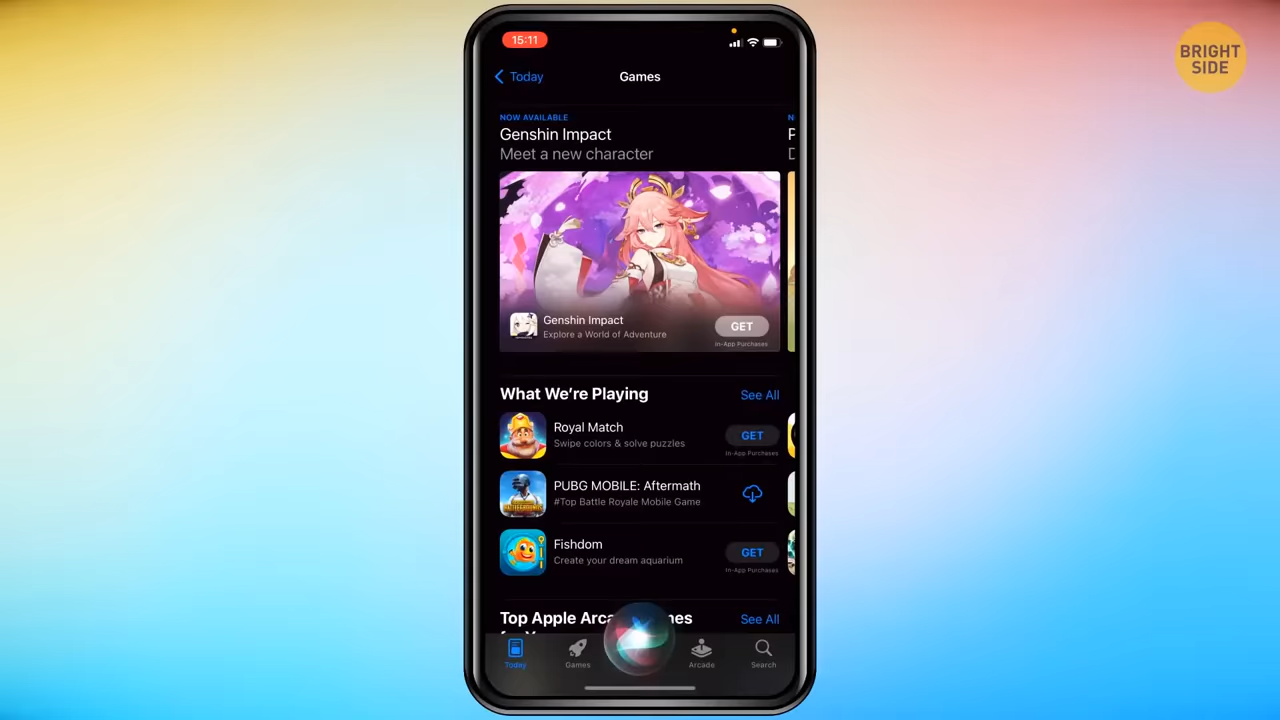 15:11
BRIGHT
SIDE
Today
Games
NOW AVAILABLE
Genshin Impact
Meet a new character
Genshin Impact
Explore a World of Adventure
GET
In-App Purchases
What We're Playing
See All
Royal Match
Swipe colors & solve puzzles
GET
In-App Purchases
PUBG MOBILE: Aftermath
#Top Battle Royale Mobile Game
Fishdom
Create your dream aquarium
GET
In-App Purchases
Top Apple Arca
mes
See All
Today
Games
Arcade
Search